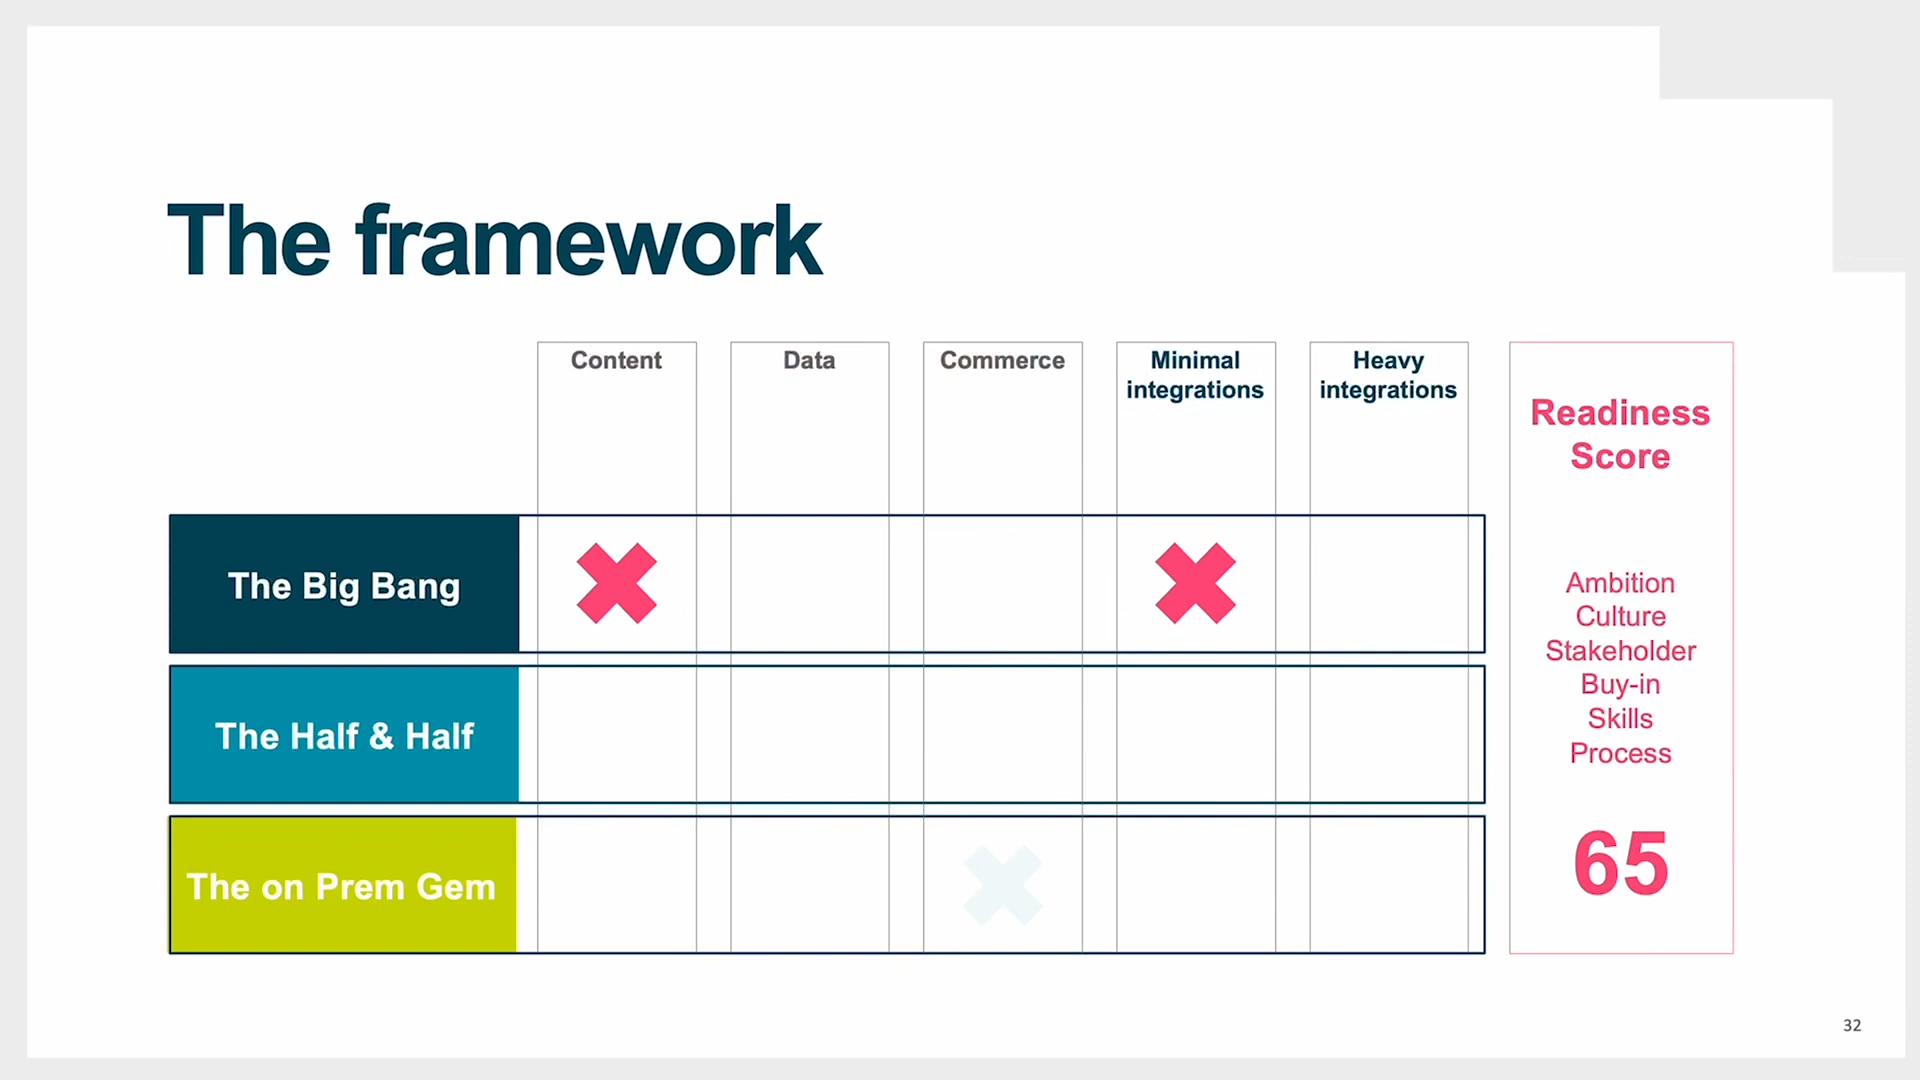 The framework
Content
Data
Commerce
Minimal
integrations
Heavy
integrations
Readiness
Score
The Big Bang
The Half & Half
The on Prem Gem
Ambition
Culture
Stakeholder
Buy-in
Skills
Process
65
32